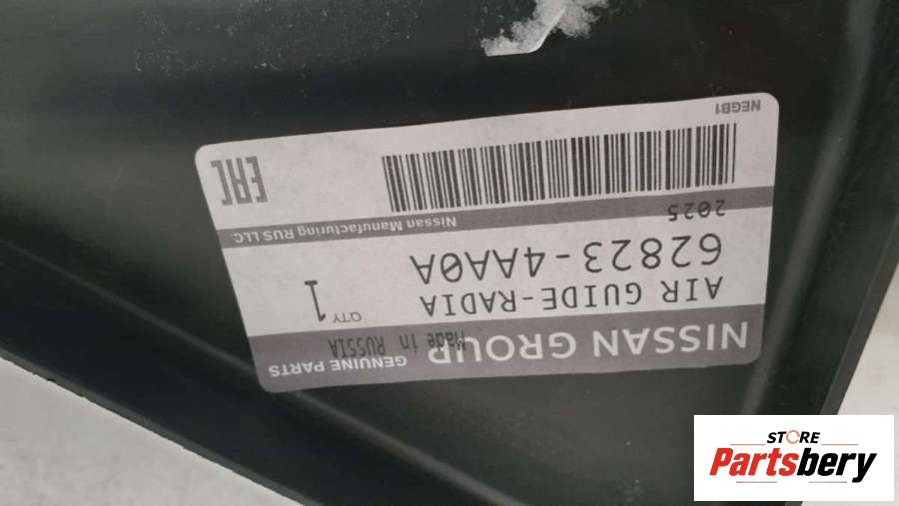 NISSAN GROUP
GENUINE PARTS
Made in RUSSIA
AIR GUIDE-RADIA
QTY
1
62823-4AA0A
2025
Nissan Manufacturing RUS LLC.
EAC
NEGB1
STORE
Partsbery